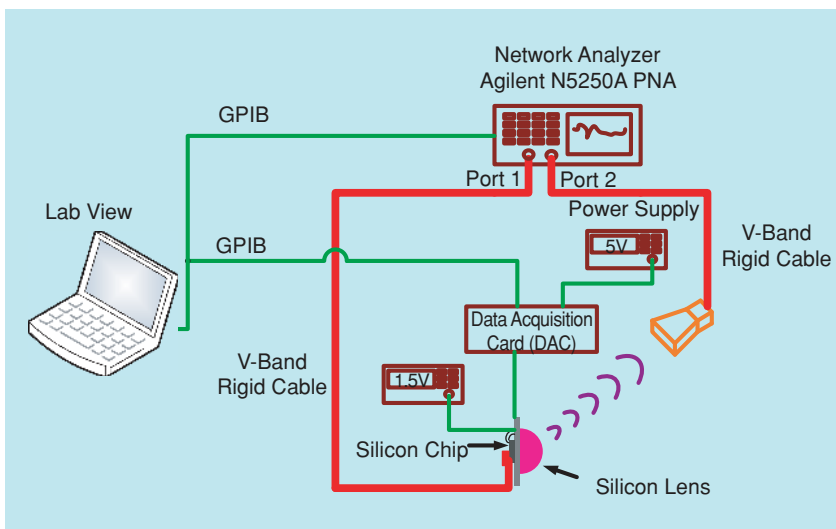 Network Analyzer
Agilent N5250A PNA
GPIB
Port 1
Port 2
Lab View
Power Supply
GPIB
5V
V-Band
Rigid Cable
Data Acquisition
Card (DAC)
V-Band
Rigid Cable
1.5V
Silicon Chip
Silicon Lens